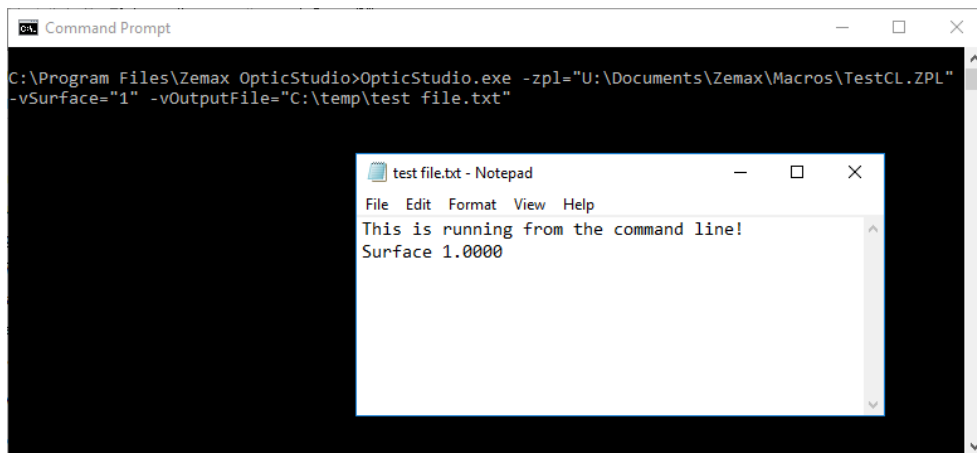 Command Prompt
C:\Program Files\Zemax OpticStudio>OpticStudio.exe -zpl="U:\Documents\Zemax\Macros\TestCL.ZPL"
-vSurface="1" -vOutputFile="C:\temp\test file.txt"
test file.txt - Notepad
File Edit Format View Help
This is running from the command line!
Surface 1.0000